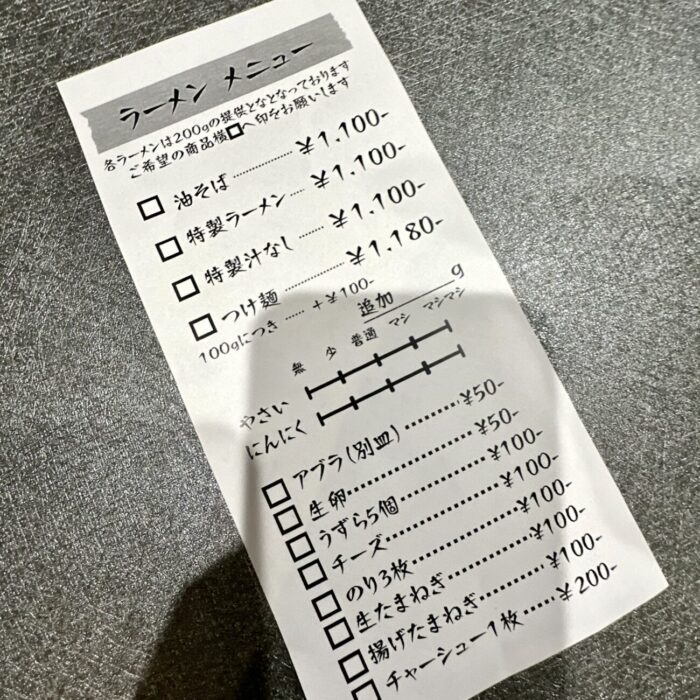 ラーメン メニュー
各ラーメンは200gの提供となとなっております
ご希望の商品様□へ印をお願いします
□ 油そば ………… ¥1,100-
□ 特製ラーメン …… ¥1,100-
□ 特製汁なし …… ¥1,100-
□ つけ麺 ………… ¥1,180-
100gにつき …… +¥100- 追加 g
無 少 普通 マシ マシマシ
やさい
にんにく
□ アブラ(別皿) ………… ¥50-
□ 生卵 ………… ¥50-
□ うずら5個 ………… ¥100-
□ チーズ ………… ¥100-
□ のり3枚 ………… ¥100-
□ 生たまねぎ ………… ¥100-
□ 揚げたまねぎ ………… ¥100-
□ チャーシュー1枚 …… ¥200-